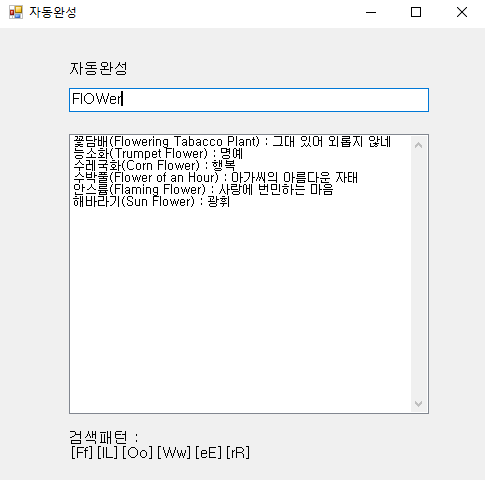 자동완성
자동완성
FlOWer
꽃담배(Flowering Tabacco Plant) : 그대 있어 외롭지 않네
능소화(Trumpet Flower) : 명예
수레국화(Corn Flower) : 행복
수박풀(Flower of an Hour) : 아가씨의 아름다운 자태
안스륨(Flaming Flower) : 사랑에 번민하는 마음
해바라기(Sun Flower) : 광휘
검색패턴 :
[Ff][lL][Oo][Ww][eE][rR]